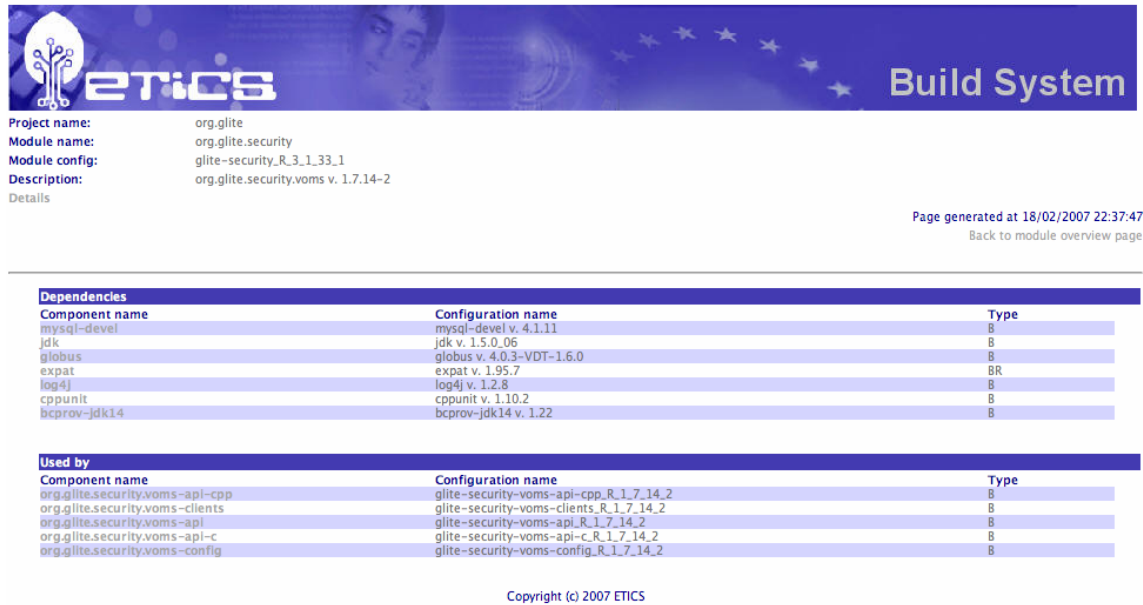 eTICS
Build System
Project name: org.glite
Module name: org.glite.security
Module config: glite-security_R_3_1_33_1
Description: org.glite.security.voms v. 1.7.14-2
Details
Page generated at 18/02/2007 22:37:47
Back to module overview page
Dependencies
Component name Configuration name Type
mysql-devel mysql-devel v. 4.1.11 B
jdk jdk v. 1.5.0_06 B
globus globus v. 4.0.3-VDT-1.6.0 B
expat expat v. 1.95.7 BR
log4j log4j v. 1.2.8 B
cppunit cppunit v. 1.10.2 B
bcprov-jdk14 bcprov-jdk14 v. 1.22 B
Used by
Component name Configuration name Type
org.glite.security.voms-api-cpp glite-security-voms-api-cpp_R_1_7_14_2 B
org.glite.security.voms-clients glite-security-voms-clients_R_1_7_14_2 B
org.glite.security.voms-api glite-security-voms-api_R_1_7_14_2 B
org.glite.security.voms-api-c glite-security-voms-api-c_R_1_7_14_2 B
org.glite.security.voms-config glite-security-voms-config_R_1_7_14_2 B
Copyright (c) 2007 ETICS